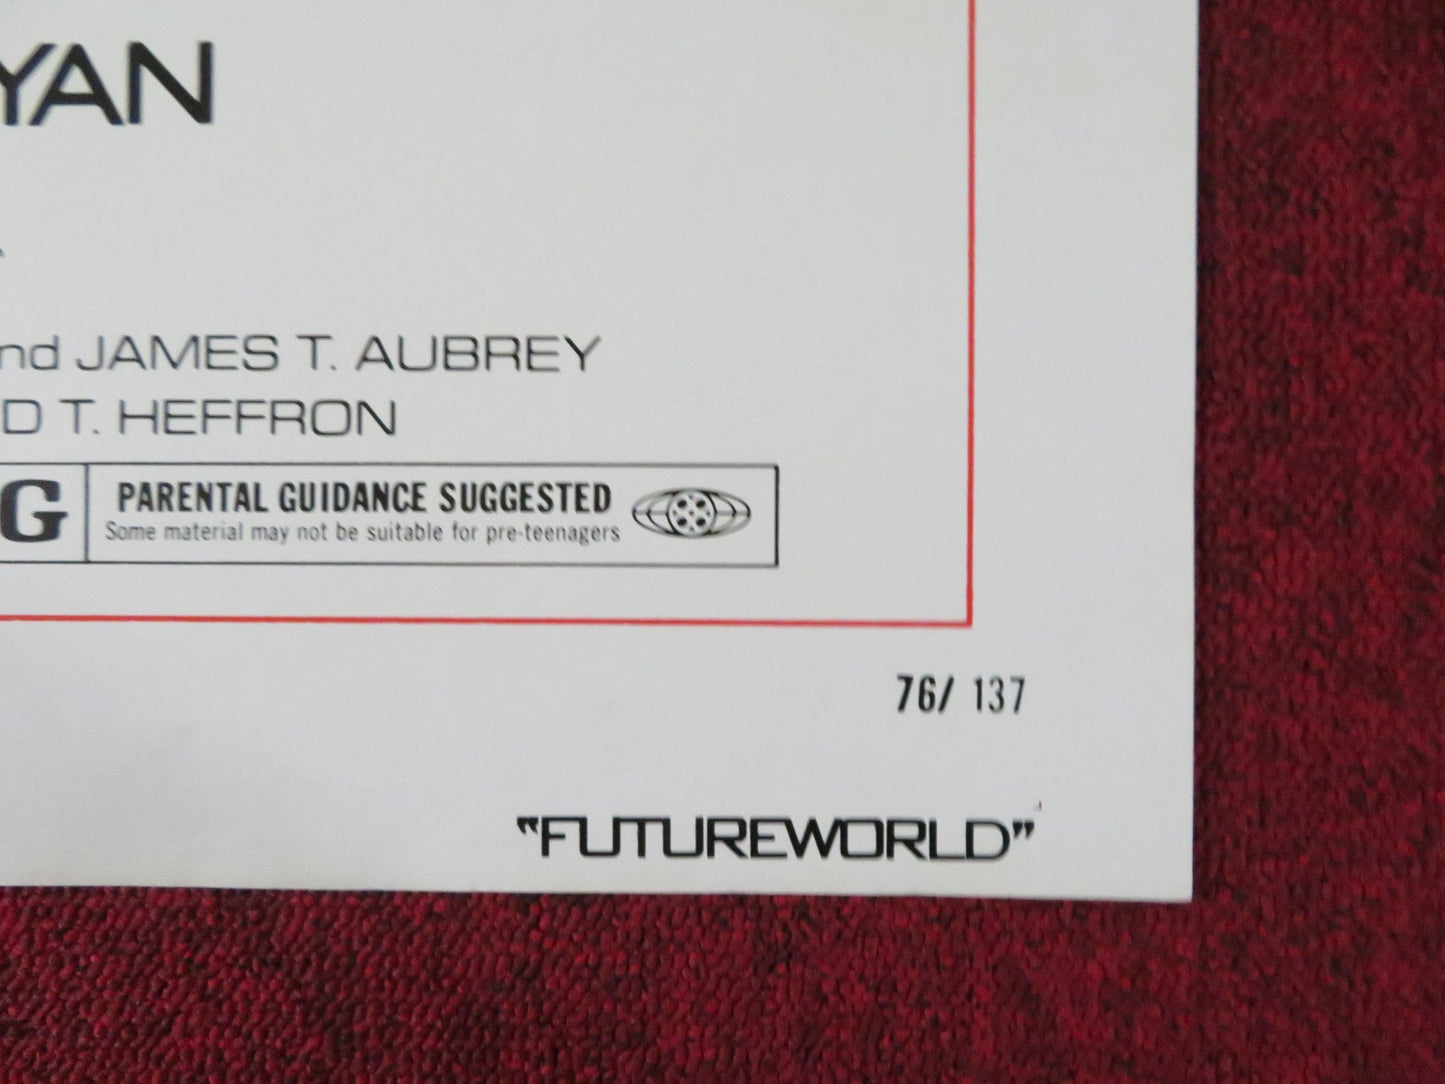 YAN
nd JAMES T. AUBREY
D T. HEFFRON
G PARENTAL GUIDANCE SUGGESTED
Some material may not be suitable for pre-teenagers
76/ 137
"FUTUREWORLD"